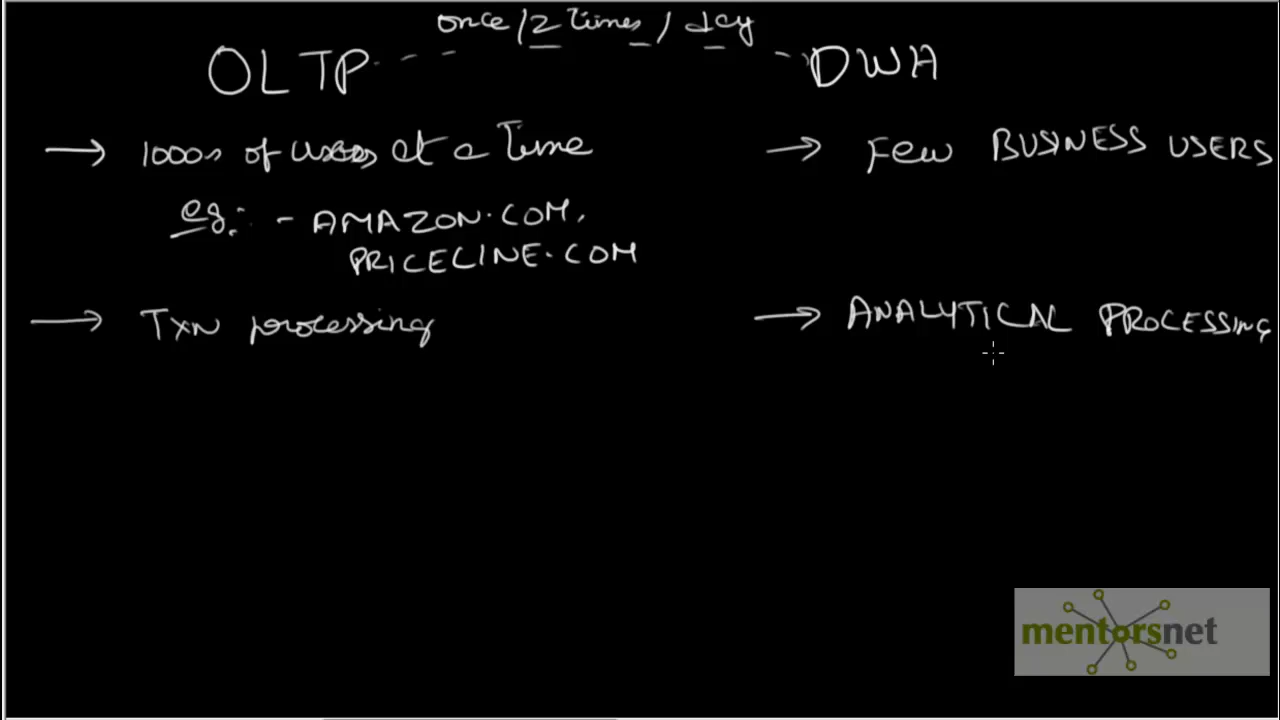 once/2 Times/day
OLTP DWH
→ 1000s of users at a Time → FEW BUSINESS USERS
eg:- AMAZON.COM,
PRICELINE.COM
→ TXN processing → ANALYTICAL PROCESSING
mentorsnet